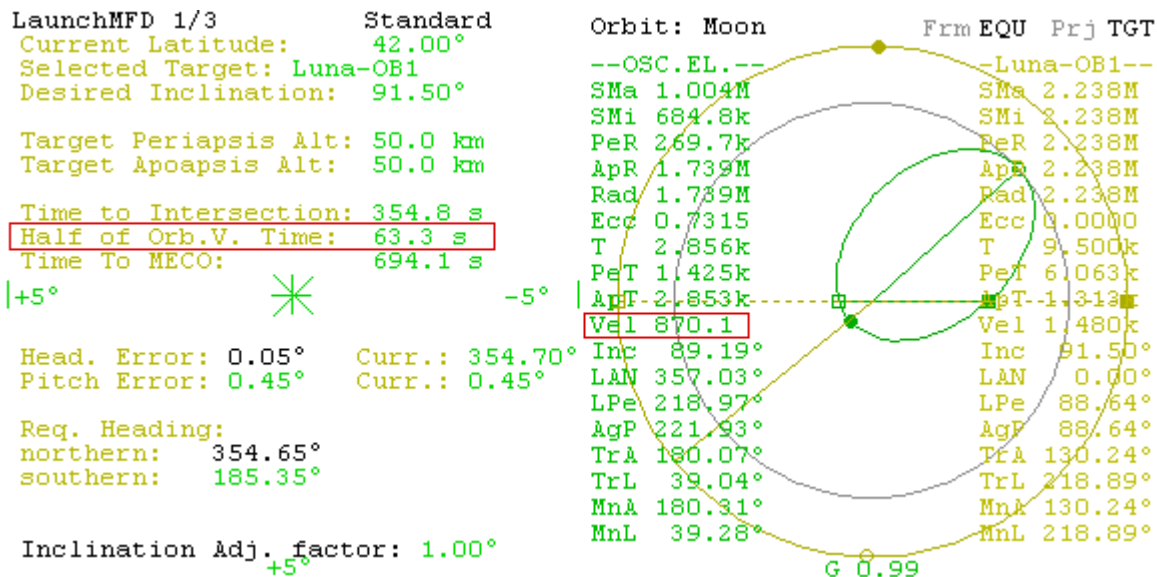 LaunchMFD 1/3 Standard
Current Latitude: 42.00°
Selected Target: Luna-OB1
Desired Inclination: 91.50°
Target Periapsis Alt: 50.0 km
Target Apoapsis Alt: 50.0 km
Time to Intersection: 354.8 s
Half of Orb.V. Time: 63.3 s
Time To MECO: 694.1 s
+5° -5°
Head. Error: 0.05° Curr.: 354.70°
Pitch Error: 0.45° Curr.: 0.45°
Req. Heading:
northern: 354.65°
southern: 185.35°
Inclination Adj. factor: 1.00°
+5°
Orbit: Moon Frm EQU Prj TGT
--OSC.EL.-- -Luna-OB1--
SMa 1.004M SMa 2.238M
SMi 684.8k SMi 2.238M
PeR 269.7k PeR 2.238M
ApR 1.739M ApR 2.238M
Rad 1.739M Rad 2.238M
Ecc 0.7315 Ecc 0.0000
T 2.856k T 9.500k
PeT 1.425k PeT 6.063k
ApT 2.853k ApT 1.313k
Vel 870.1 Vel 1.480k
Inc 89.19° Inc 91.50°
LAN 357.03° LAN 0.00°
LPe 218.97° LPe 88.64°
AgP 221.93° AgP 88.64°
TrA 180.07° TrA 130.24°
TrL 39.04° TrL 218.89°
MnA 180.31° MnA 130.24°
MnL 39.28° MnL 218.89°
G 0.99